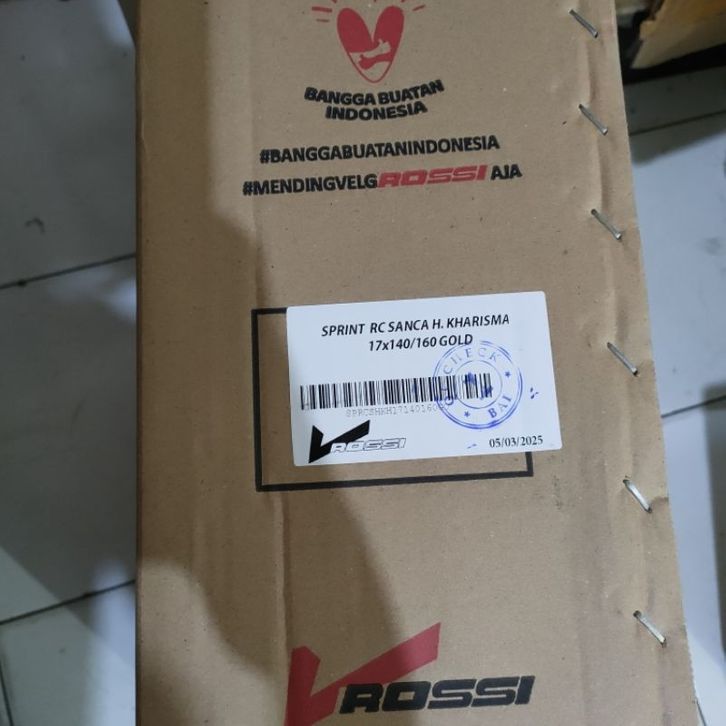 BANGGA BUATAN
INDONESIA
#BANGGABUATANINDONESIA
#MENDINGVELGROSSI AJA
SPRINT RC SANCA H. KHARISMA
17x140/160 GOLD
CHECK
BAI
ROSSI
05/03/2025
ROSSI